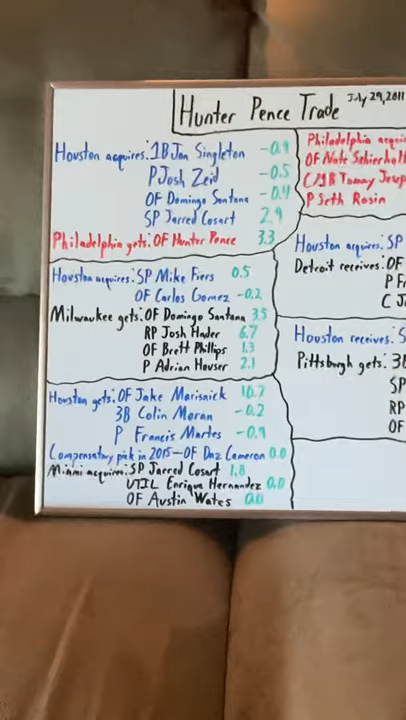 Hunter Pence Trade July 29, 2011
Houston acquires: 1B Jon Singleton -0.9
P Josh Zeid -0.5
OF Domingo Santana -0.4
SP Jarred Cosart 2.9
Philadelphia gets: OF Hunter Pence 3.3
Houston acquires: SP Mike Fiers 0.5
OF Carlos Gomez -0.2
Milwaukee gets: OF Domingo Santana 3.5
RP Josh Hader 6.7
OF Brett Phillips 1.3
P Adrian Houser 2.1
Houston gets: OF Jake Marisnick 10.7
3B Colin Moran -0.2
P Francis Martes -0.9
Compensatory pick in 2015-OF Daz Cameron 0.0
Miami acquires: SP Jarred Cosart 1.8
UTIL Enrique Hernandez 0.0
OF Austin Wates 0.0
Philadelphia acqui
OF Nate Schierholt
C/1B Tommy Josep
P Seth Rosin
Houston acquires: SP
Detroit receives: OF
P F
C J
Houston receives: S
Pittsburgh gets: 3B
SP
RP
OF